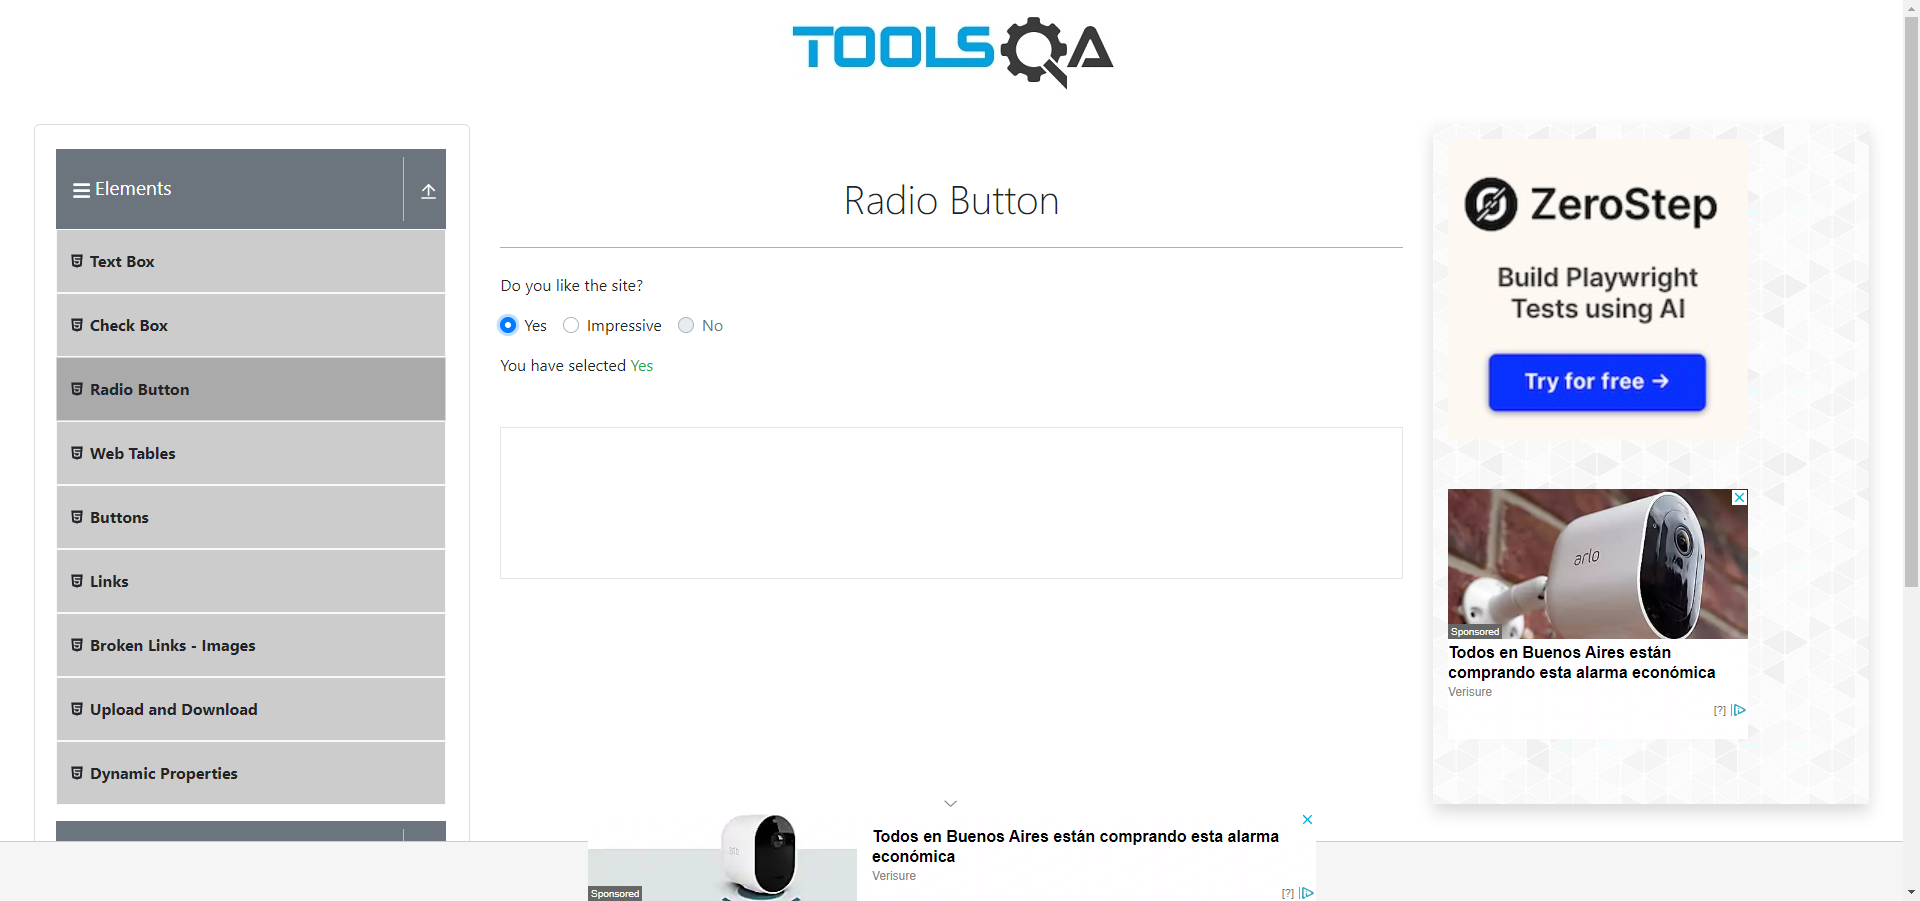 TOOLSQA
Elements
Text Box
Check Box
Radio Button
Web Tables
Buttons
Links
Broken Links - Images
Upload and Download
Dynamic Properties
Radio Button
Do you like the site?
Yes Impressive No
You have selected Yes
ZeroStep
Build Playwright
Tests using AI
Try for free →
arlo
Sponsored
Todos en Buenos Aires están
comprando esta alarma económica
Verisure
[?]
arlo
Sponsored
Todos en Buenos Aires están comprando esta alarma
económica
Verisure
[?]